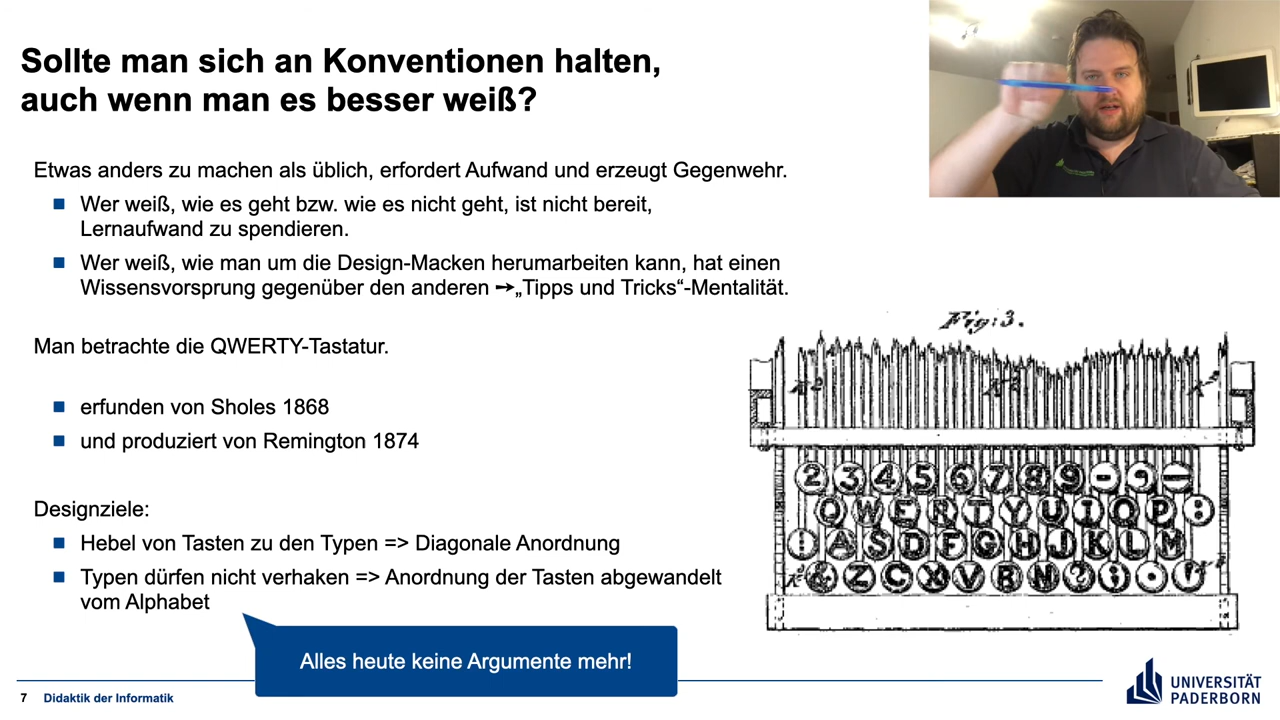 Sollte man sich an Konventionen halten,
auch wenn man es besser weiß?
Etwas anders zu machen als üblich, erfordert Aufwand und erzeugt Gegenwehr.
Wer weiß, wie es geht bzw. wie es nicht geht, ist nicht bereit,
Lernaufwand zu spendieren.
Wer weiß, wie man um die Design-Macken herumarbeiten kann, hat einen
Wissensvorsprung gegenüber den anderen ➙„Tipps und Tricks“-Mentalität.
Man betrachte die QWERTY-Tastatur.
erfunden von Sholes 1868
und produziert von Remington 1874
Designziele:
Hebel von Tasten zu den Typen => Diagonale Anordnung
Typen dürfen nicht verhaken => Anordnung der Tasten abgewandelt
vom Alphabet
Alles heute keine Argumente mehr!
Fig: 3.
2 3 4 5 6 7 8 9 - , —
Q W E R T Y U I O P :
A S D F G H J K L M
& Z C X V B N ? ; .
7 Didaktik der Informatik
UNIVERSITÄT
PADERBORN